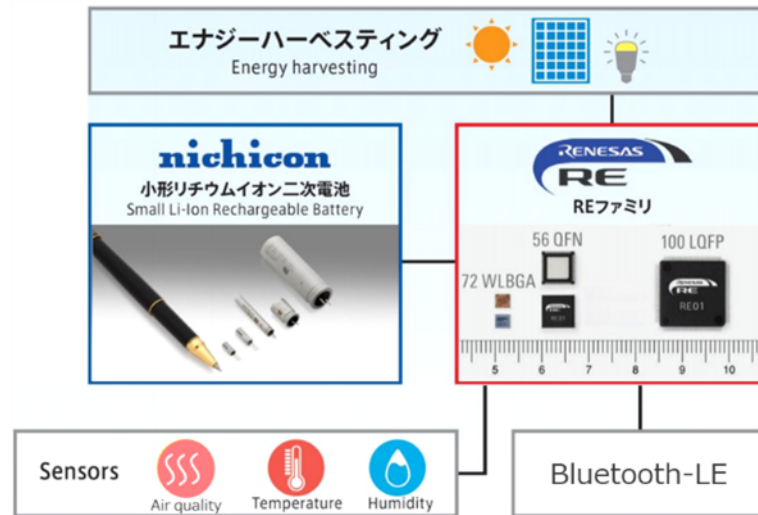 エナジーハーベスティング
Energy harvesting
nichicon
小形リチウムイオン二次電池
Small Li-Ion Rechargeable Battery
RENESAS
RE
REファミリ
56 QFN
100 LQFP
72 WLBGA
RENESAS
RE
RE01
5 6 7 8 9 10
Sensors
Air quality
Temperature
Humidity
Bluetooth-LE